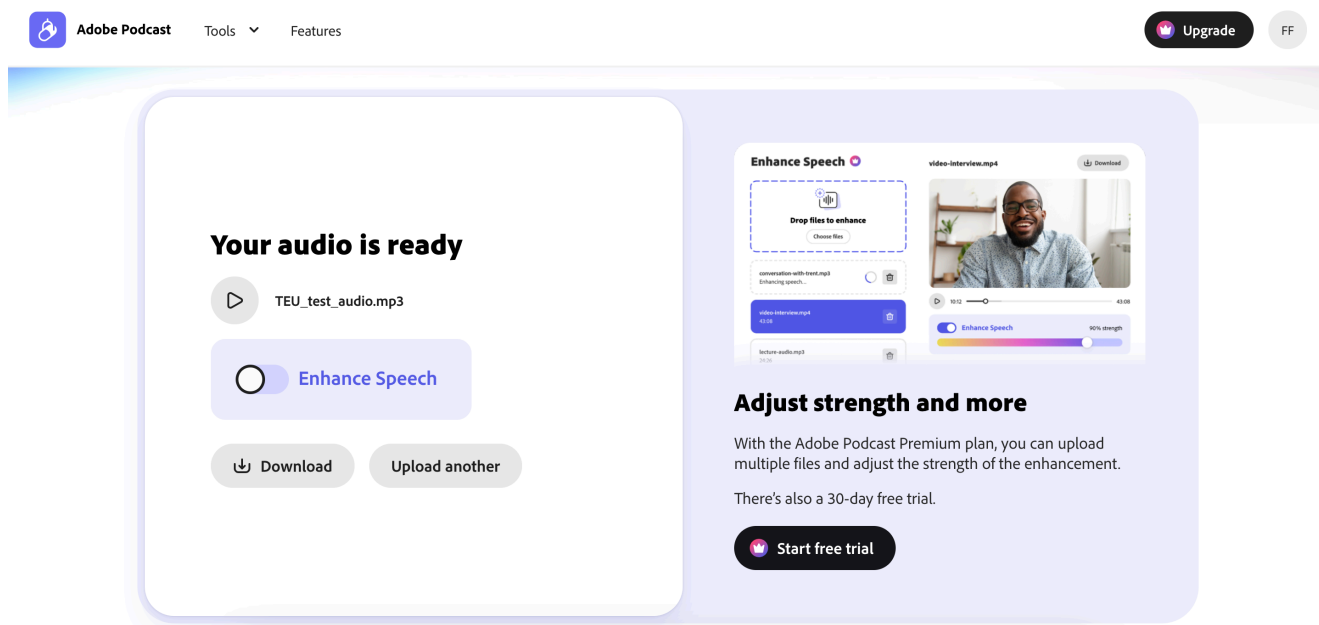 Adobe Podcast Tools Features Upgrade FF
Your audio is ready
TEU_test_audio.mp3
Enhance Speech
Download Upload another
Enhance Speech
Drop files to enhance
Choose files
conversation-with-trent.mp3
Enhancing speech...
video-interview.mp4
43:08
lecture-audio.mp3
video-interview.mp4 Download
10:12 43:08
Enhance Speech 90% strength
Adjust strength and more
With the Adobe Podcast Premium plan, you can upload
multiple files and adjust the strength of the enhancement.
There's also a 30-day free trial.
Start free trial